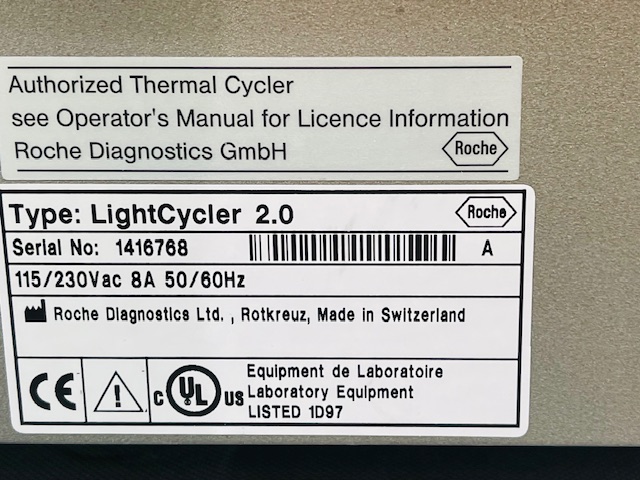 Authorized Thermal Cycler
see Operator's Manual for Licence Information
Roche Diagnostics GmbH Roche
Type: LightCycler 2.0 Roche
Serial No: 1416768 A
115/230Vac 8A 50/60Hz
Roche Diagnostics Ltd. , Rotkreuz, Made in Switzerland
CE C UL US
Equipment de Laboratoire
Laboratory Equipment
LISTED 1D97